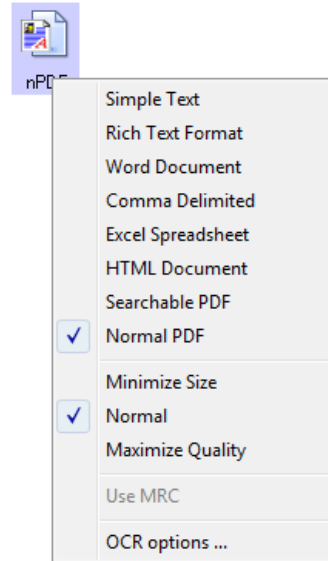 nPDF
Simple Text
Rich Text Format
Word Document
Comma Delimited
Excel Spreadsheet
HTML Document
Searchable PDF
Normal PDF
Minimize Size
Normal
Maximize Quality
Use MRC
OCR options ...